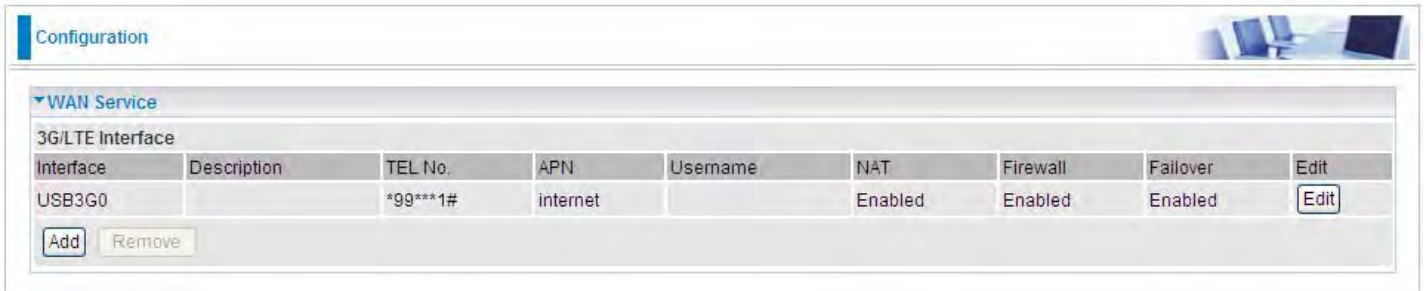 Configuration
WAN Service
3G/LTE Interface
Interface Description TEL No. APN Username NAT Firewall Failover Edit
USB3G0 *99***1# internet Enabled Enabled Enabled Edit
Add Remove